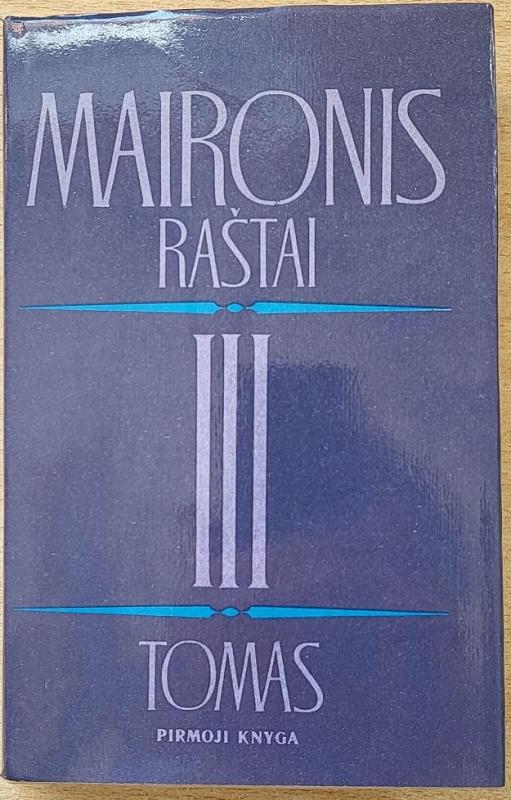 MAIRONIS
RAŠTAI
III
TOMAS
PIRMOJI KNYGA